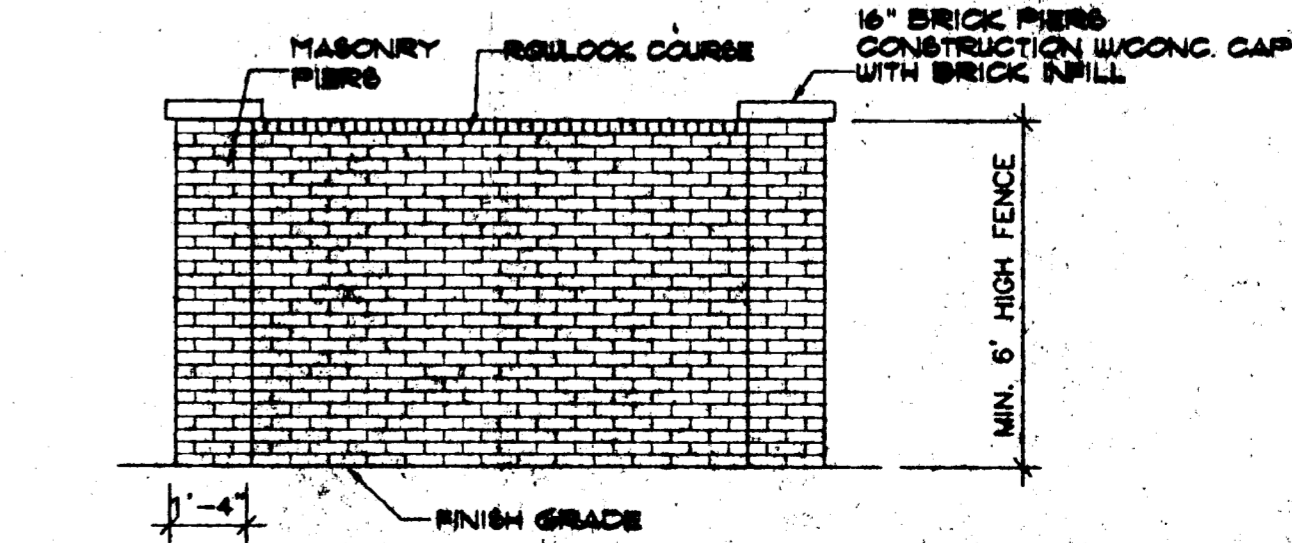 MASONRY
PIERS
ROWLOCK COURSE
16" BRICK PIERS
CONSTRUCTION W/CONC. CAP
WITH BRICK INFILL
MIN. 6' HIGH FENCE
1'-4"
FINISH GRADE